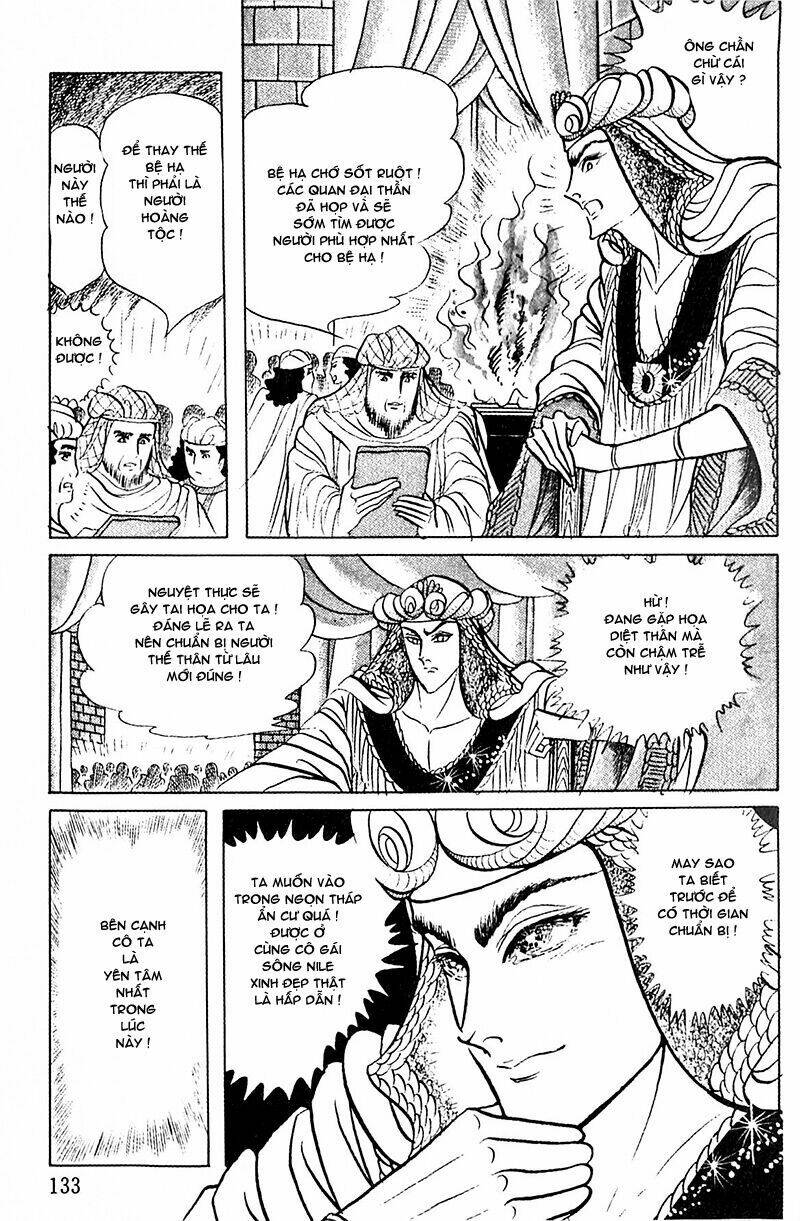 ÔNG CHẦN
CHỪ CÁI
GÌ VẬY ?
BỆ HẠ CHỚ SỐT RUỘT !
CÁC QUAN ĐẠI THẦN
ĐÃ HỌP VÀ SẼ
SỚM TÌM ĐƯỢC
NGƯỜI PHÙ HỢP NHẤT
CHO BỆ HẠ !
ĐỂ THAY THẾ
BỆ HẠ
THÌ PHẢI LÀ
NGƯỜI
HOÀNG
TỘC !
NGƯỜI
NÀY
THẾ
NÀO !
KHÔNG
ĐƯỢC !
HỪ !
ĐANG GẶP HỌA
DIỆT THÂN MÀ
CÒN CHẬM TRỄ
NHƯ VẬY !
NGUYỆT THỰC SẼ
GÂY TAI HỌA CHO TA !
ĐÁNG LẼ RA TA
NÊN CHUẨN BỊ NGƯỜI
THẾ THÂN TỪ LÂU
MỚI ĐÚNG !
MAY SAO
TA BIẾT
TRƯỚC ĐỂ
CÓ THỜI GIAN
CHUẨN BỊ !
TA MUỐN VÀO
TRONG NGỌN THÁP
ẨN CƯ QUÁ !
ĐƯỢC Ở
CÙNG CÔ GÁI
SÔNG NILE
XINH ĐẸP THẬT
LÀ HẤP DẪN !
BÊN CẠNH
CÔ TA
LÀ
YÊN TÂM
NHẤT
TRONG
LÚC
NÀY !
133